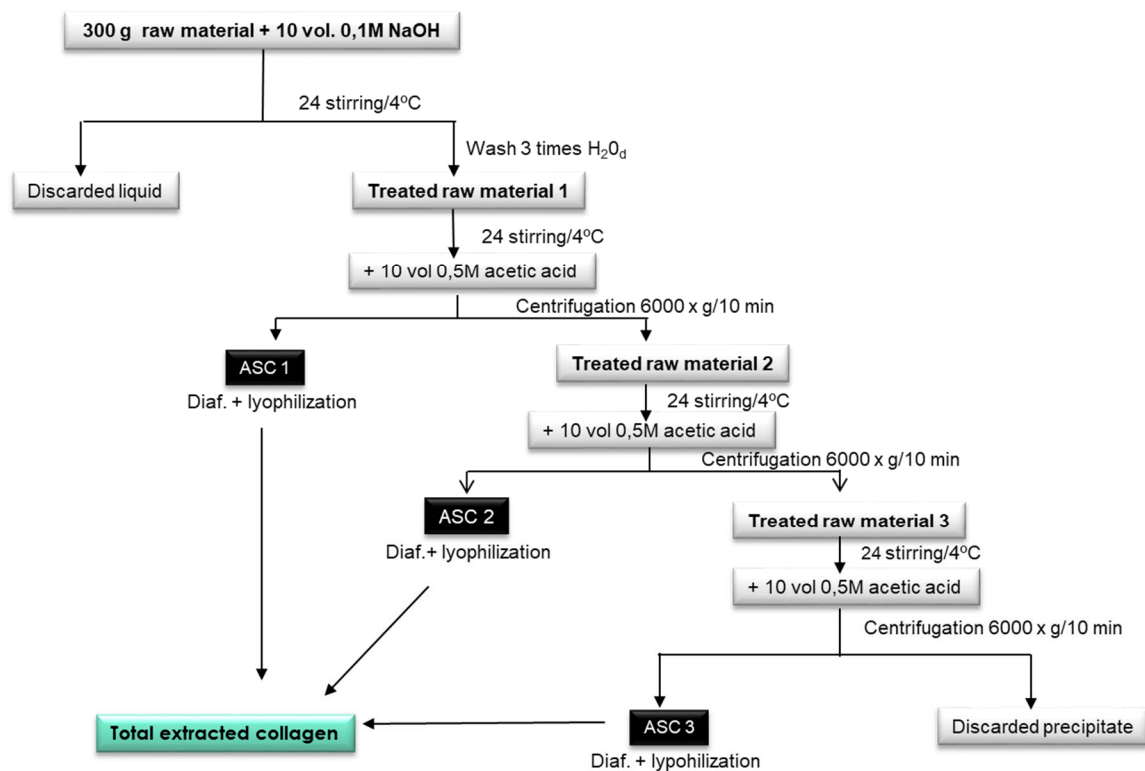 300 g raw material + 10 vol. 0,1M NaOH
24 stirring/4ºC
Wash 3 times H₂0d
Discarded liquid
Treated raw material 1
24 stirring/4ºC
+ 10 vol 0,5M acetic acid
Centrifugation 6000 x g/10 min
ASC 1
Diaf. + lyophilization
Treated raw material 2
24 stirring/4ºC
+ 10 vol 0,5M acetic acid
Centrifugation 6000 x g/10 min
ASC 2
Diaf.+ lyophilization
Treated raw material 3
24 stirring/4ºC
+ 10 vol 0,5M acetic acid
Centrifugation 6000 x g/10 min
Total extracted collagen
ASC 3
Diaf. + lypohilization
Discarded precipitate